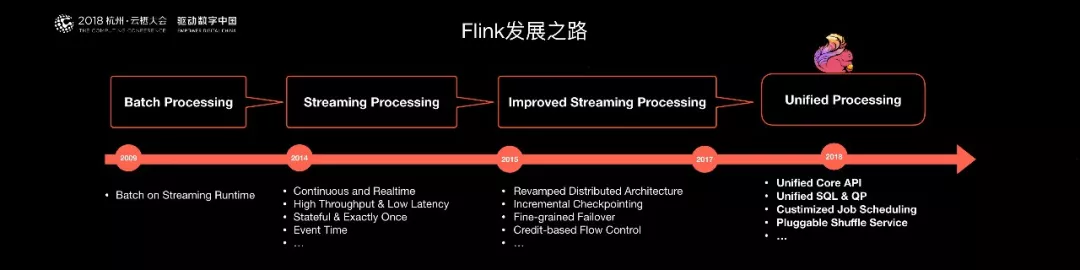 2018 杭州·云栖大会 驱动数字中国
THE COMPUTING CONFERENCE EMPOWER DIGITAL CHINA
Flink发展之路
Batch Processing
Streaming Processing
Improved Streaming Processing
Unified Processing
2009
2014
2015
2017
2018
• Batch on Streaming Runtime
• Continuous and Realtime
• High Throughput & Low Latency
• Stateful & Exactly Once
• Event Time
• ...
• Revamped Distributed Architecture
• Incremental Checkpointing
• Fine-grained Failover
• Credit-based Flow Control
• ...
• Unified Core API
• Unified SQL & QP
• Custimized Job Scheduling
• Pluggable Shuffle Service
• ...